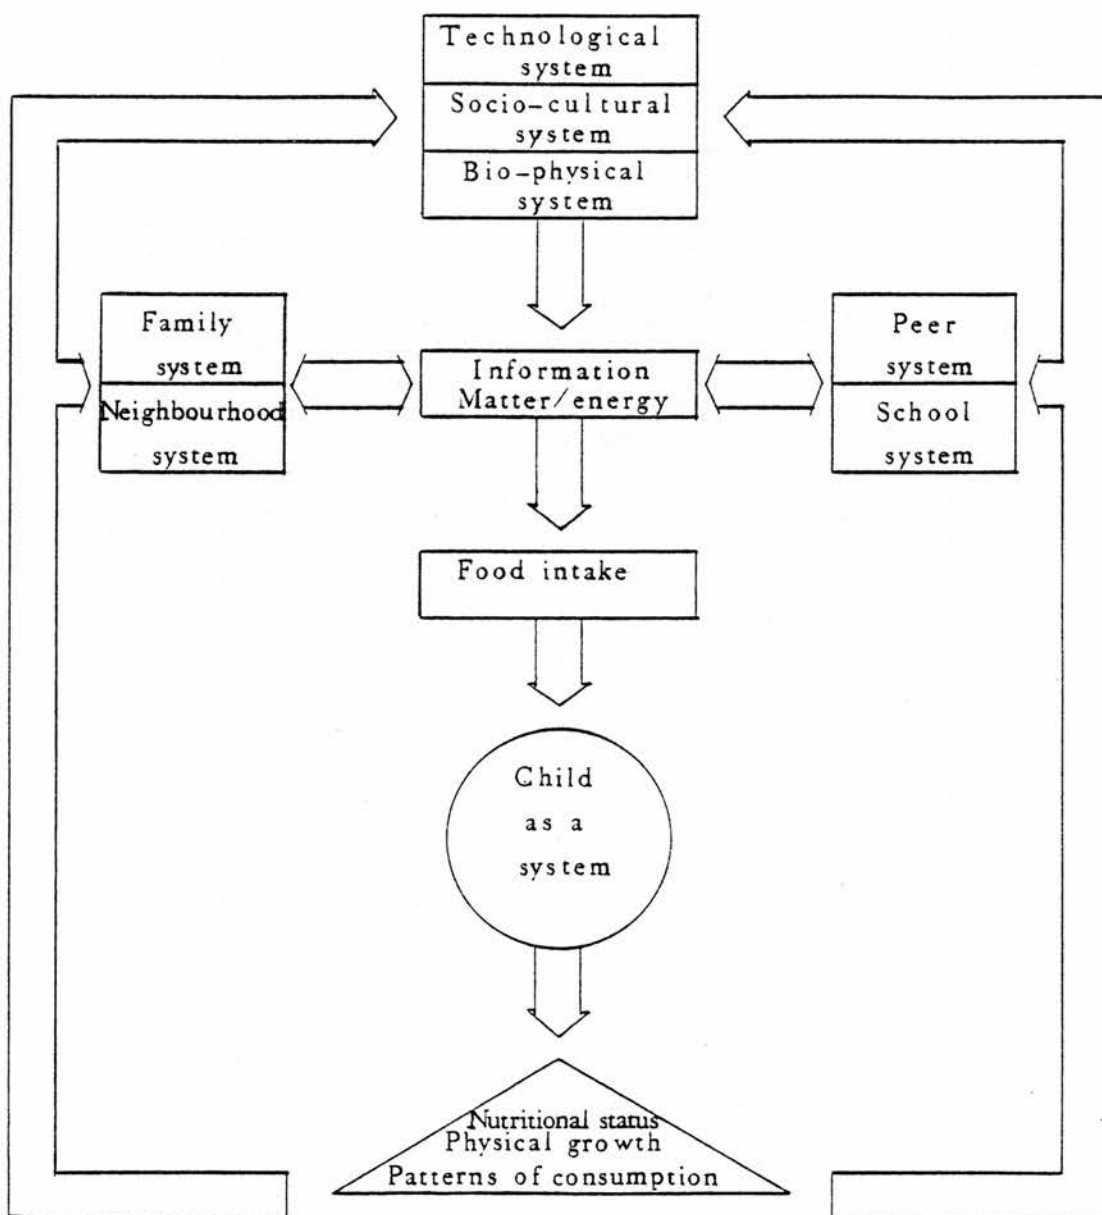 Technological
system
Socio-cultural
system
Bio-physical
system
Family
system
Neighbourhood
system
Information
Matter/energy
Peer
system
School
system
Food intake
Child
as a
system
Nutritional status
Physical growth
Patterns of consumption